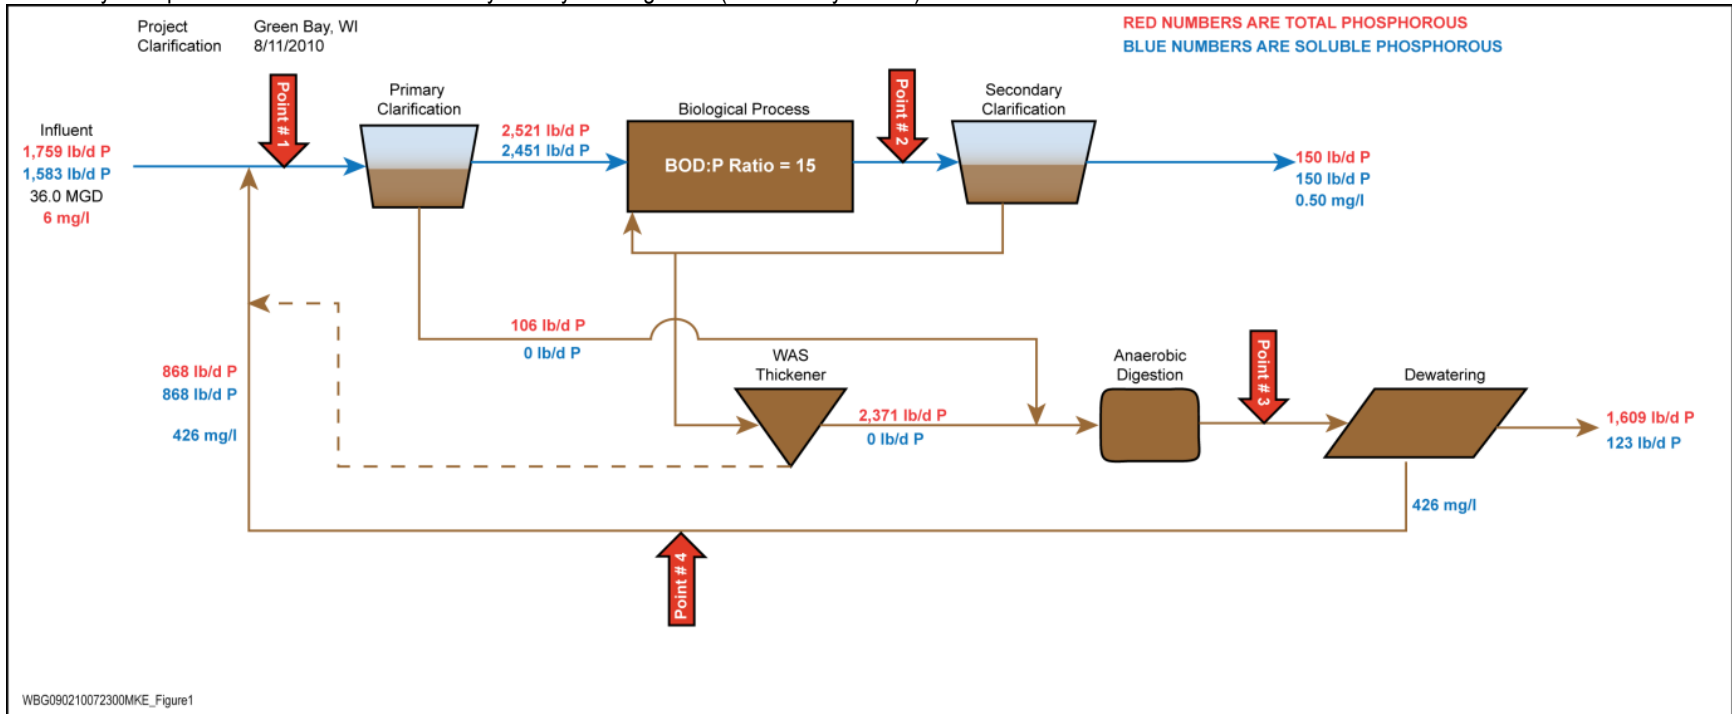 Project Green Bay, WI
Clarification 8/11/2010
RED NUMBERS ARE TOTAL PHOSPHOROUS
BLUE NUMBERS ARE SOLUBLE PHOSPHOROUS
Influent
1,759 lb/d P
1,583 lb/d P
36.0 MGD
6 mg/l
Point # 1
Primary
Clarification
2,521 lb/d P
2,451 lb/d P
Biological Process
BOD:P Ratio = 15
Point # 2
Secondary
Clarification
150 lb/d P
150 lb/d P
0.50 mg/l
106 lb/d P
0 lb/d P
868 lb/d P
868 lb/d P
426 mg/l
WAS
Thickener
2,371 lb/d P
0 lb/d P
Anaerobic
Digestion
Point # 3
Dewatering
1,609 lb/d P
123 lb/d P
426 mg/l
Point # 4
WBG090210072300MKE_Figure1